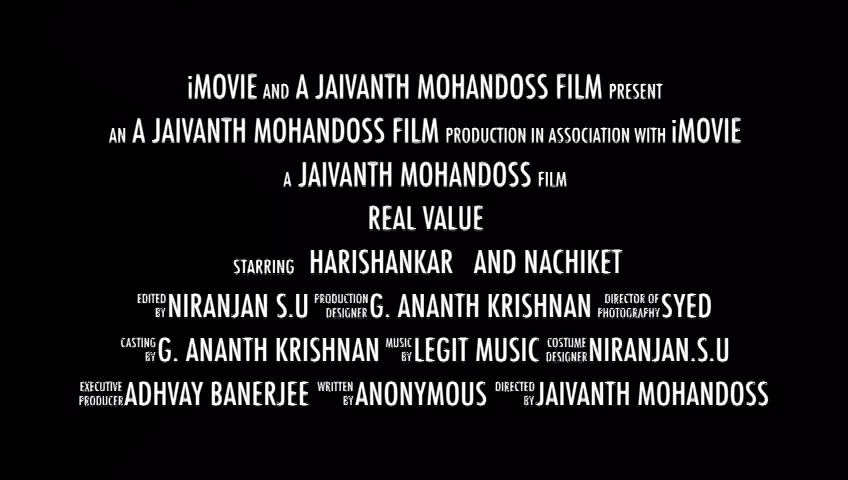 iMOVIE AND A JAIVANTH MOHANDOSS FILM PRESENT
AN A JAIVANTH MOHANDOSS FILM PRODUCTION IN ASSOCIATION WITH iMOVIE
A JAIVANTH MOHANDOSS FILM
REAL VALUE
STARRING HARISHANKAR AND NACHIKET
EDITED BY NIRANJAN S.U PRODUCTION DESIGNER G. ANANTH KRISHNAN DIRECTOR OF PHOTOGRAPHY SYED
CASTING BY G. ANANTH KRISHNAN MUSIC BY LEGIT MUSIC COSTUME DESIGNER NIRANJAN.S.U
EXECUTIVE PRODUCER ADHVAY BANERJEE WRITTEN BY ANONYMOUS DIRECTED BY JAIVANTH MOHANDOSS